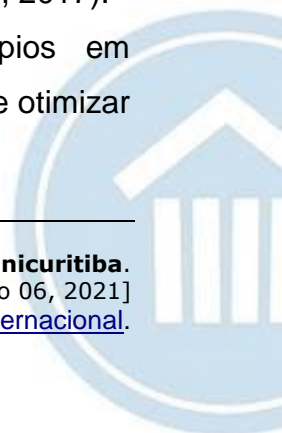 , 2017).
pios em
e otimizar
nicuritiba.
o 06, 2021]
ernacional.